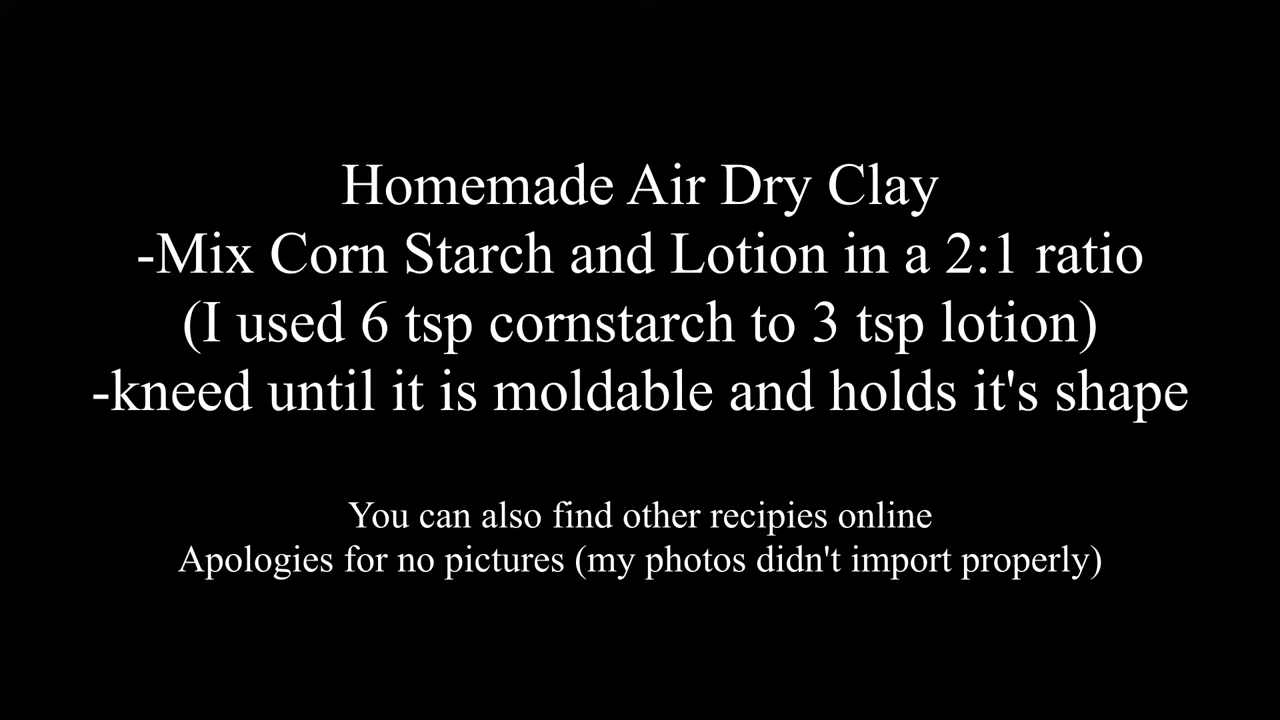 Homemade Air Dry Clay
-Mix Corn Starch and Lotion in a 2:1 ratio
(I used 6 tsp cornstarch to 3 tsp lotion)
-kneed until it is moldable and holds it's shape
You can also find other recipies online
Apologies for no pictures (my photos didn't import properly)